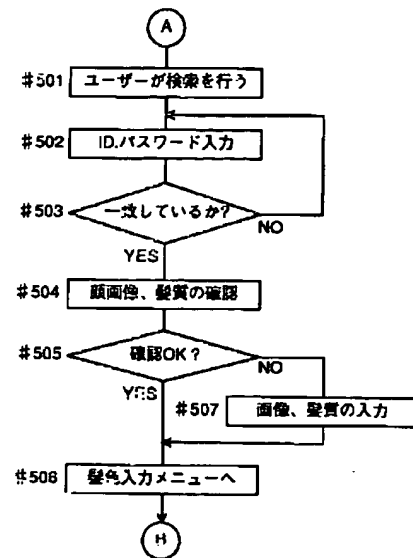 A
#501 ユーザーが検索を行う
#502 ID.パスワード入力
#503 一致しているか?
NO
YES
#504 顔画像、髪質の確認
#505 確認OK?
NO
YES
#507 画像、髪質の入力
#506 髪色入力メニューへ
B